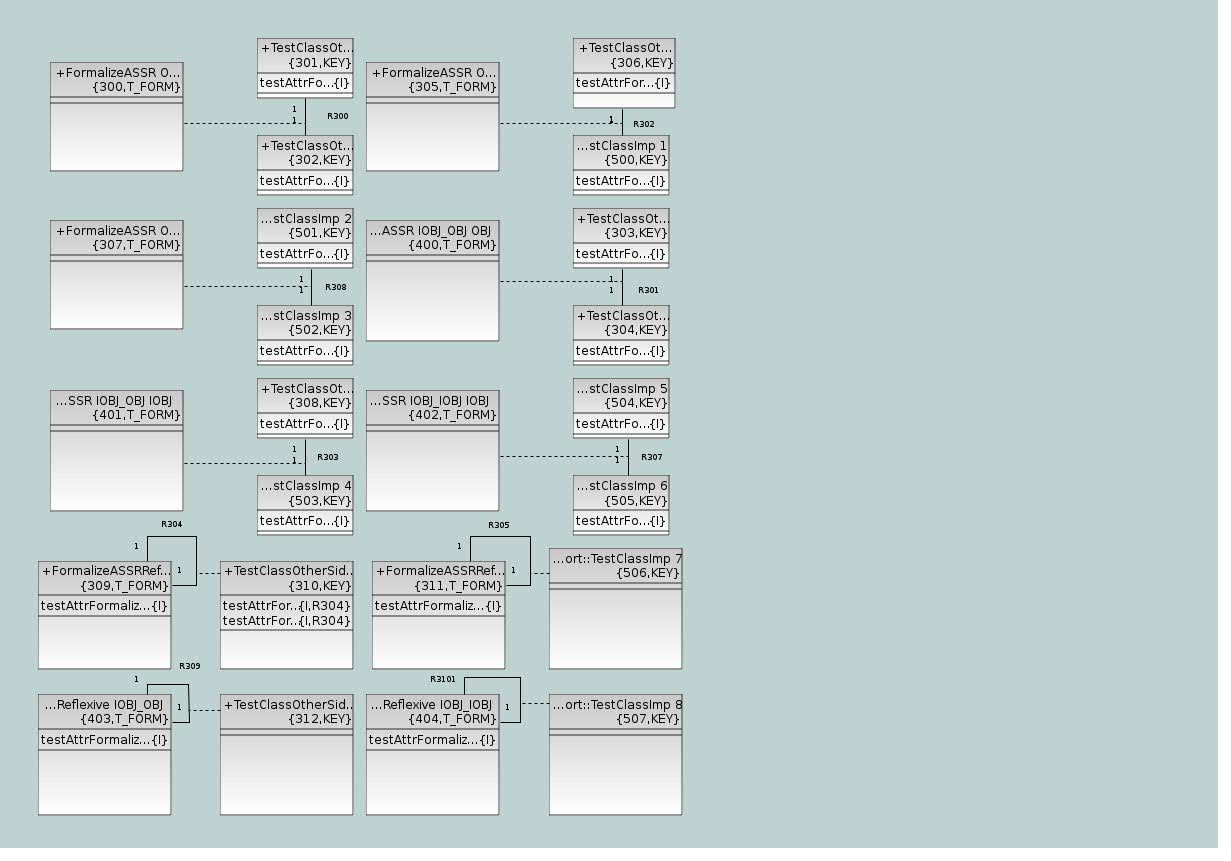 +FormalizeASSR O...
{300,T_FORM}
+TestClassOt...
{301,KEY}
testAttrFo...{I}
1
1
R300
+TestClassOt...
{302,KEY}
testAttrFo...{I}
+FormalizeASSR O...
{305,T_FORM}
+TestClassOt...
{306,KEY}
testAttrFor...{I}
1
R302
...stClassImp 1
{500,KEY}
testAttrFo...{I}
+FormalizeASSR O...
{307,T_FORM}
...stClassImp 2
{501,KEY}
testAttrFo...{I}
1
1
R308
...stClassImp 3
{502,KEY}
testAttrFo...{I}
...ASSR IOBJ_OBJ OBJ
{400,T_FORM}
+TestClassOt...
{303,KEY}
testAttrFo...{I}
1
1
R301
+TestClassOt...
{304,KEY}
testAttrFo...{I}
...SSR IOBJ_OBJ IOBJ
{401,T_FORM}
+TestClassOt...
{308,KEY}
testAttrFo...{I}
1
1
R303
...stClassImp 4
{503,KEY}
testAttrFo...{I}
...SSR IOBJ_IOBJ IOBJ
{402,T_FORM}
...stClassImp 5
{504,KEY}
testAttrFo...{I}
1
1
R307
...stClassImp 6
{505,KEY}
testAttrFo...{I}
R304
1
1
+FormalizeASSRRef...
{309,T_FORM}
testAttrFormaliz...{I}
+TestClassOtherSid...
{310,KEY}
testAttrFor...{I,R304}
testAttrFor...{I,R304}
R305
1
1
+FormalizeASSRRef...
{311,T_FORM}
testAttrFormaliz...{I}
...ort::TestClassImp 7
{506,KEY}
R309
1
1
...Reflexive IOBJ_OBJ
{403,T_FORM}
testAttrFormaliz...{I}
+TestClassOtherSid...
{312,KEY}
R3101
1
...Reflexive IOBJ_IOBJ
{404,T_FORM}
testAttrFormaliz...{I}
...ort::TestClassImp 8
{507,KEY}